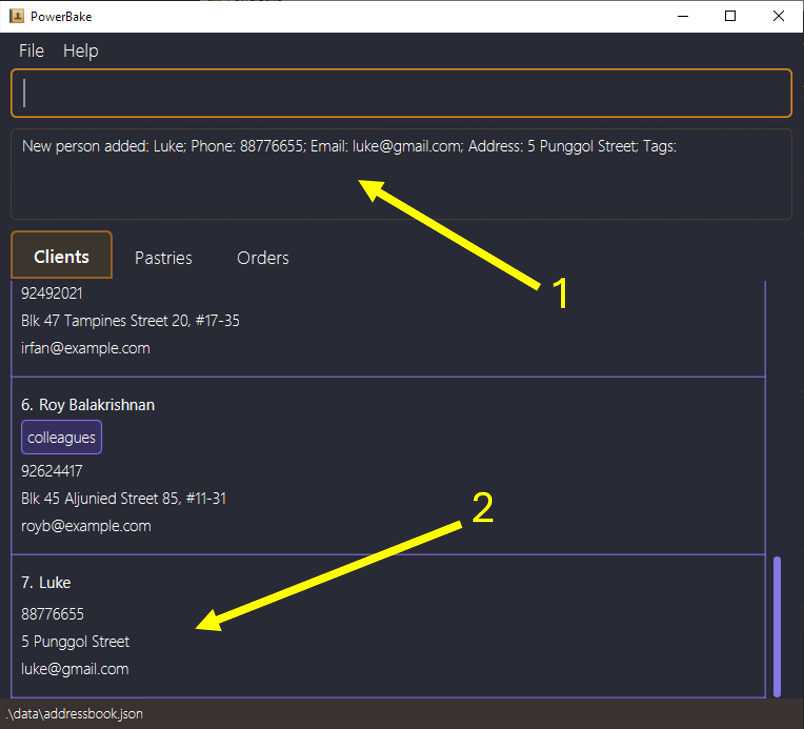 PowerBake
File Help
New person added: Luke; Phone: 88776655; Email: luke@gmail.com; Address: 5 Punggol Street; Tags:
1
Clients Pastries Orders
92492021
Blk 47 Tampines Street 20, #17-35
irfan@example.com
6. Roy Balakrishnan
colleagues
92624417
Blk 45 Aljunied Street 85, #11-31
royb@example.com
2
7. Luke
88776655
5 Punggol Street
luke@gmail.com
.\data\addressbook.json